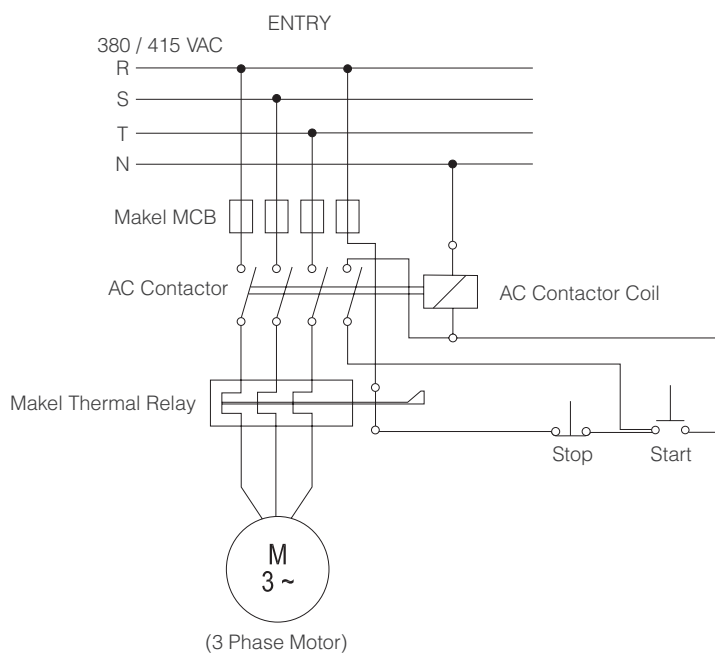 ENTRY
380 / 415 VAC
R
S
T
N
Makel MCB
AC Contactor
AC Contactor Coil
Makel Thermal Relay
Stop
Start
M
3 ~
(3 Phase Motor)